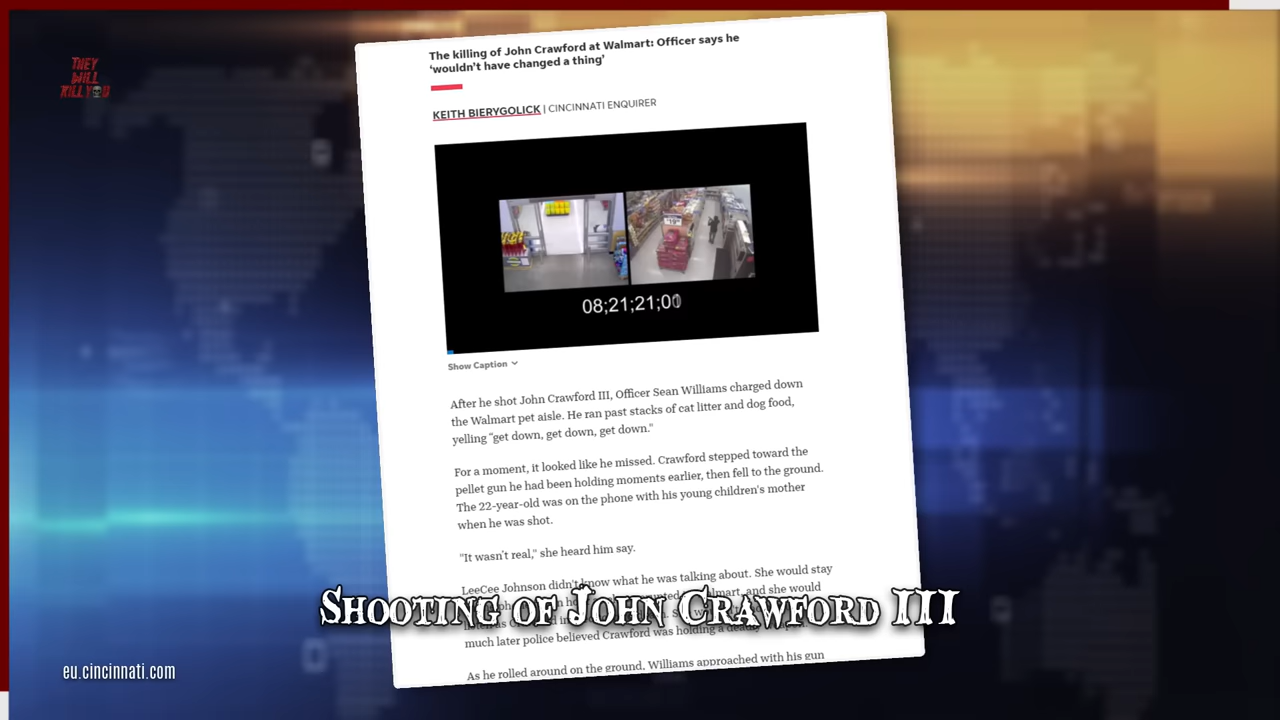 THEY
WILL
KILL YOU
The killing of John Crawford at Walmart: Officer says he
‘wouldn’t have changed a thing’
KEITH BIERYGOLICK | CINCINNATI ENQUIRER
08;21;21;00
Show Caption
After he shot John Crawford III, Officer Sean Williams charged down
the Walmart pet aisle. He ran past stacks of cat litter and dog food,
yelling "get down, get down, get down."
For a moment, it looked like he missed. Crawford stepped toward the
pellet gun he had been holding moments earlier, then fell to the ground.
The 22-year-old was on the phone with his young children's mother
when he was shot.
"It wasn't real," she heard him say.
LeeCee Johnson didn't know what he was talking about. She would stay
and she would
much later police believed Crawford was holding a
As he rolled around on the ground, Williams approached with his gun
Shooting of John Crawford III
eu.cincinnati.com